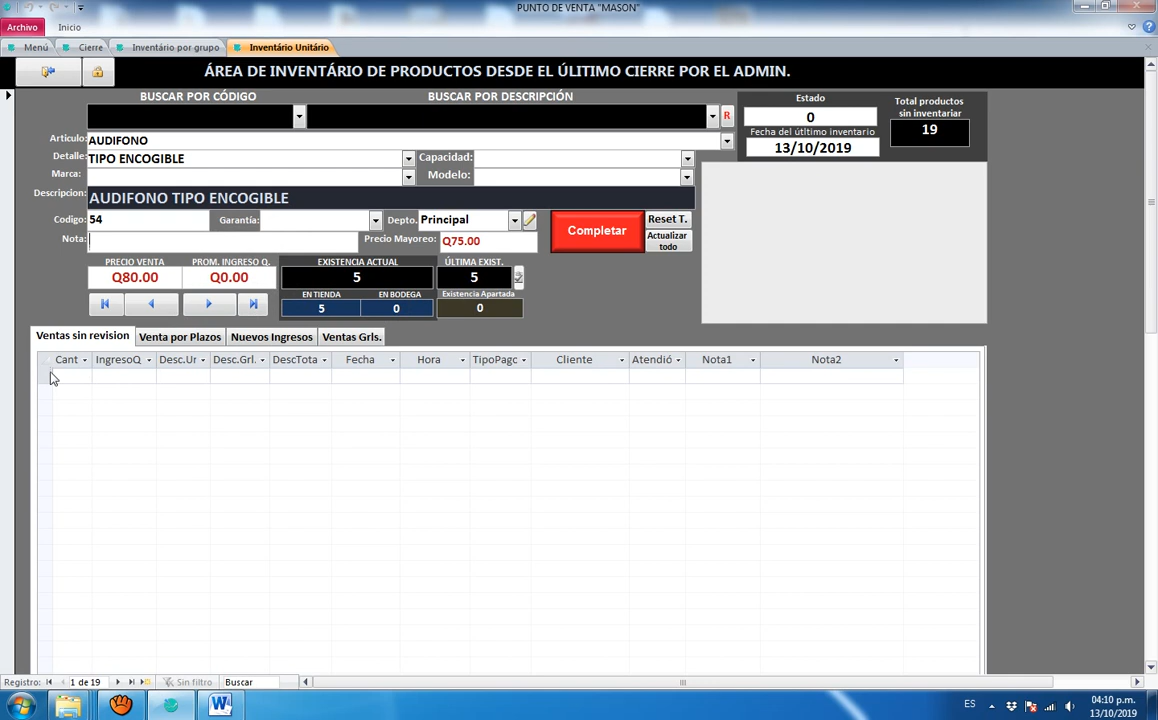 PUNTO DE VENTA "MASON"
Archivo Inicio
Menú Cierre Inventário por grupo Inventário Unitário
ÁREA DE INVENTÁRIO DE PRODUCTOS DESDE EL ÚLITIMO CIERRE POR EL ADMIN.
BUSCAR POR CÓDIGO BUSCAR POR DESCRIPCIÓN
R
Estado
0
Fecha del útltimo inventario
13/10/2019
Total productos
sin inventariar
19
Articulo: AUDIFONO
Detalle: TIPO ENCOGIBLE Capacidad:
Marca: Modelo:
Descripcion: AUDIFONO TIPO ENCOGIBLE
Codigo: 54 Garantía: Depto. Principal
Nota: Precio Mayoreo: Q75.00
Completar
Reset T.
Actualizar
todo
PRECIO VENTA PROM. INGRESO Q. EXISTENCIA ACTUAL ÚLTIMA EXIST.
Q80.00 Q0.00 5 5
EN TIENDA EN BODEGA Existencia Apartada
5 0 0
Ventas sin revision Venta por Plazos Nuevos Ingresos Ventas Grls.
Cant IngresoQ Desc.Ur Desc.Grl. DescTota Fecha Hora TipoPago Cliente Atendió Nota1 Nota2
Registro: 1 de 19 Sin filtro Buscar
ES 04:10 p.m.
13/10/2019